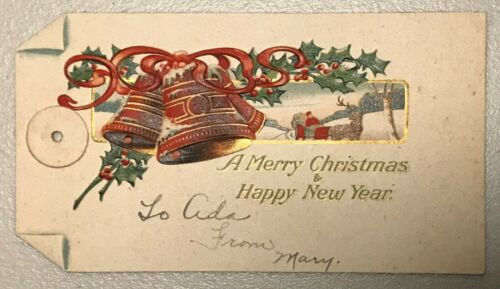 A Merry Christmas
&
Happy New Year.
To Ada
From
Mary.